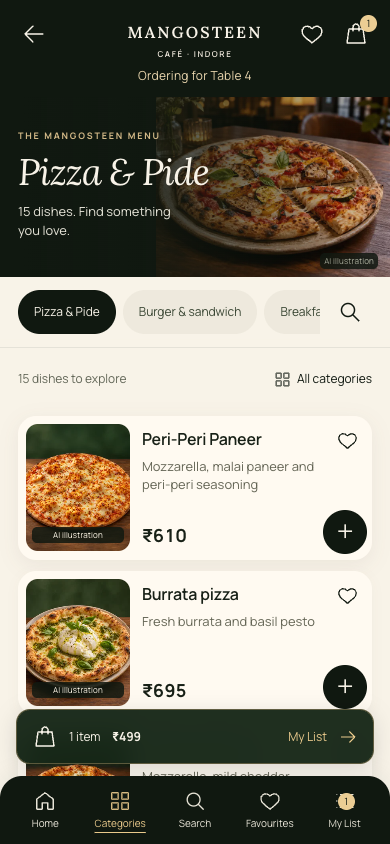 MANGOSTEEN
CAFÉ · INDORE
1
Ordering for Table 4
THE MANGOSTEEN MENU
Pizza & Pide
15 dishes. Find something
you love.
AI illustration
Pizza & Pide
Burger & sandwich
Breakfa
15 dishes to explore
All categories
Peri-Peri Paneer
Mozzarella, malai paneer and
peri-peri seasoning
AI illustration
₹610
Burrata pizza
Fresh burrata and basil pesto
AI illustration
₹695
1 item ₹499
My List
Mozzarella, mild cheddar
Home
Categories
Search
Favourites
1
My List